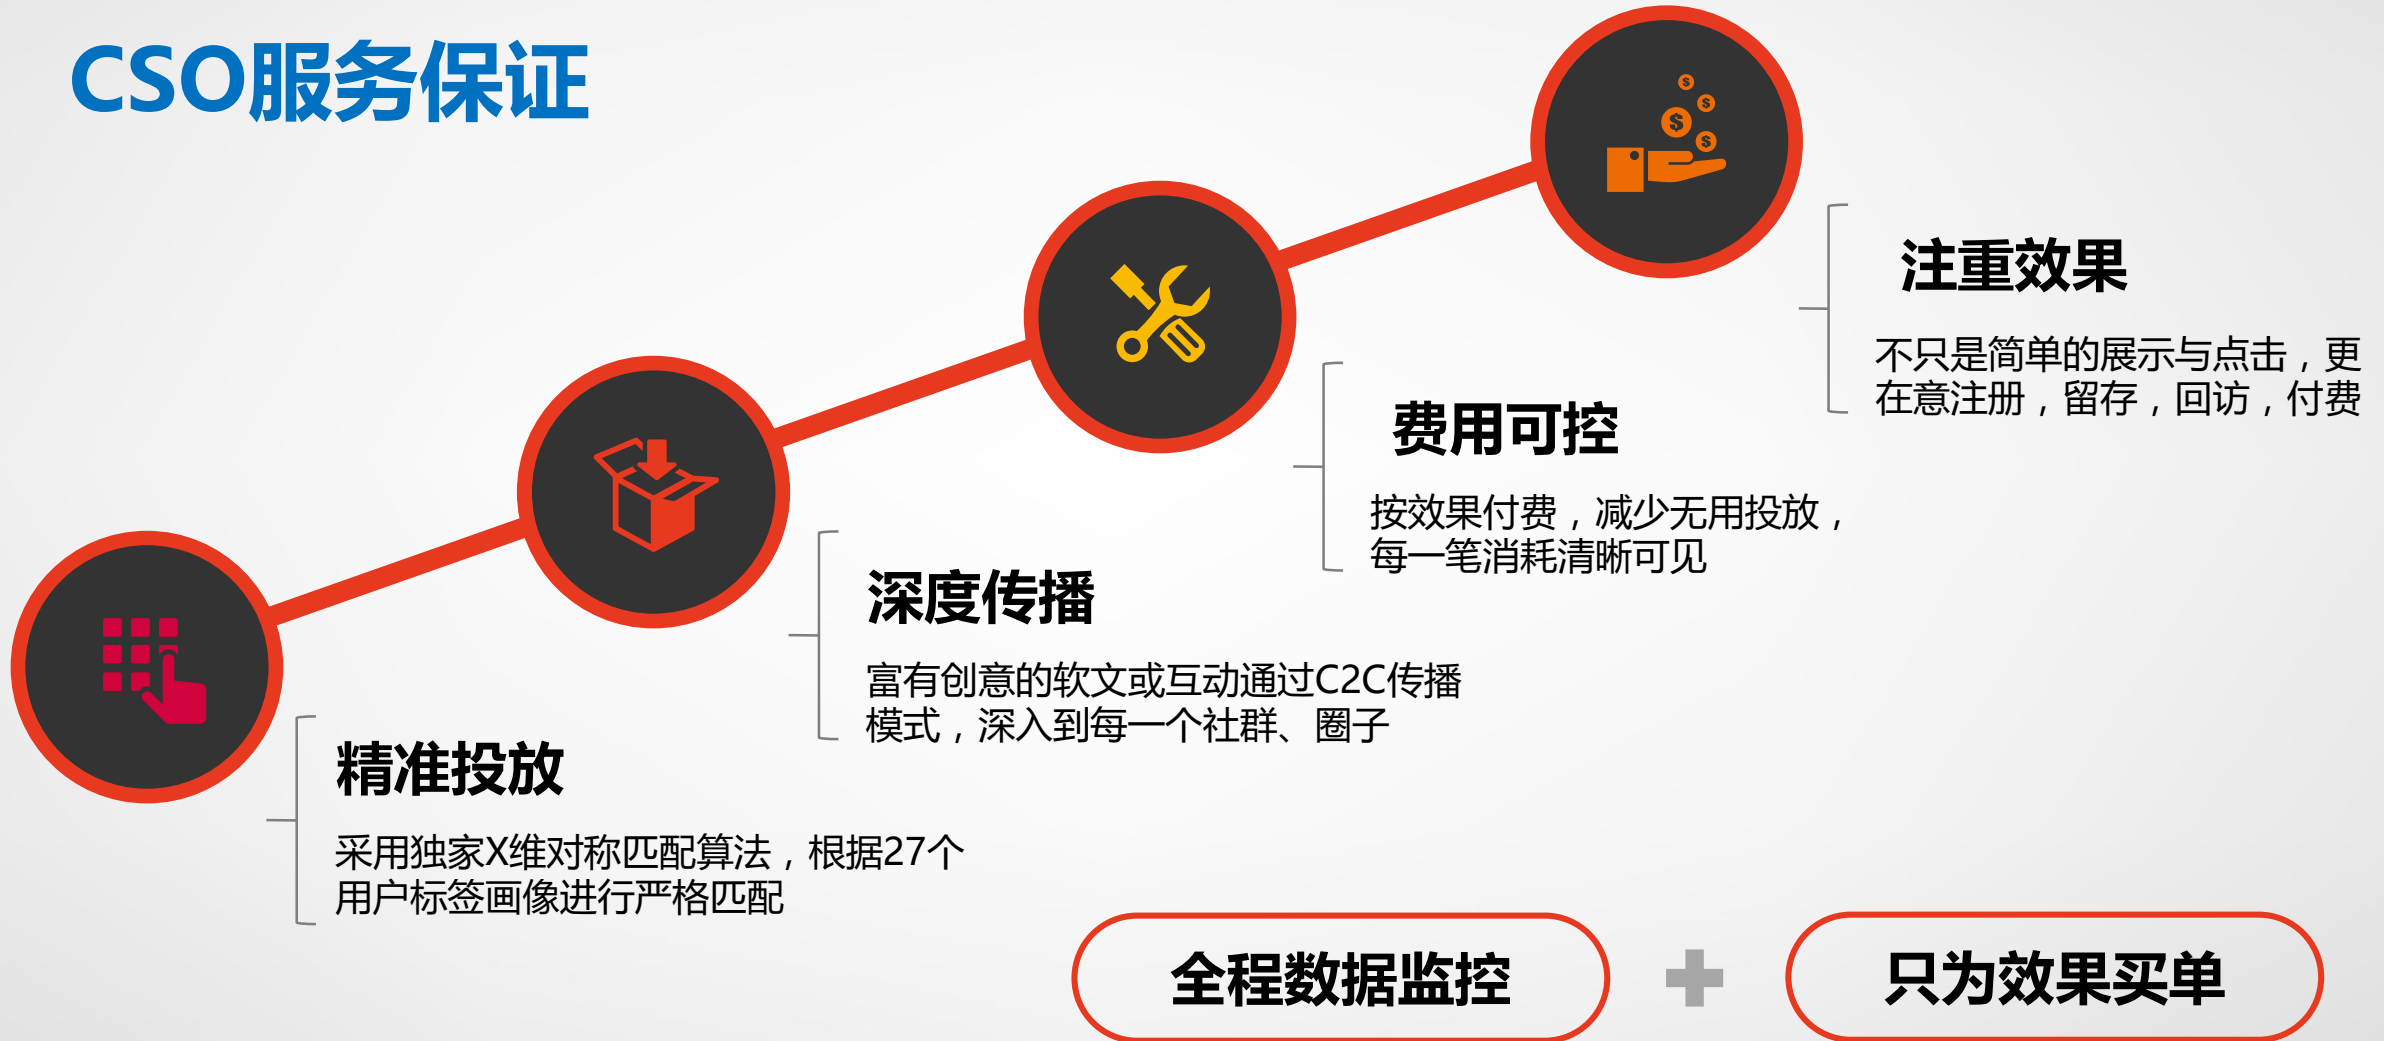 CSO服务保证
注重效果
不只是简单的展示与点击，更
在意注册，留存，回访，付费
费用可控
按效果付费，减少无用投放，
每一笔消耗清晰可见
深度传播
富有创意的软文或互动通过C2C传播
模式，深入到每一个社群、圈子
精准投放
采用独家X维对称匹配算法，根据27个
用户标签画像进行严格匹配
全程数据监控
只为效果买单